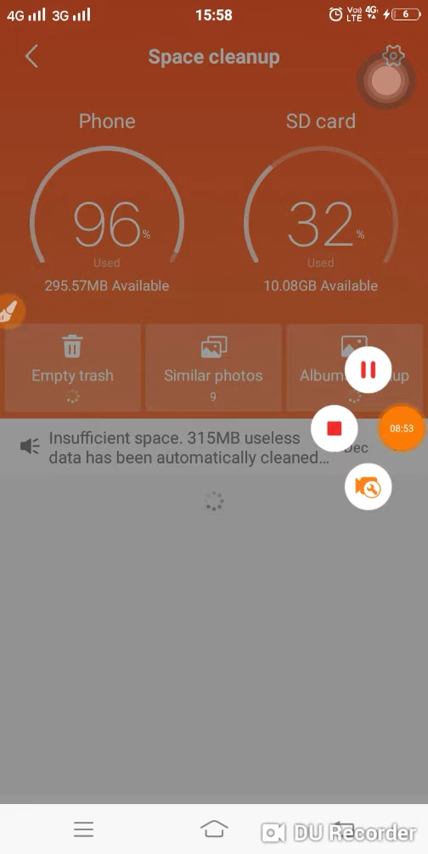 4G 3G 15:58 Vo) LTE 4G 6
Space cleanup
Phone SD card
96% 32%
Used Used
295.57MB Available 10.08GB Available
Empty trash Similar photos Album up
9
08:53
Insufficient space. 315MB useless
data has been automatically cleaned... Dec
DU Recorder